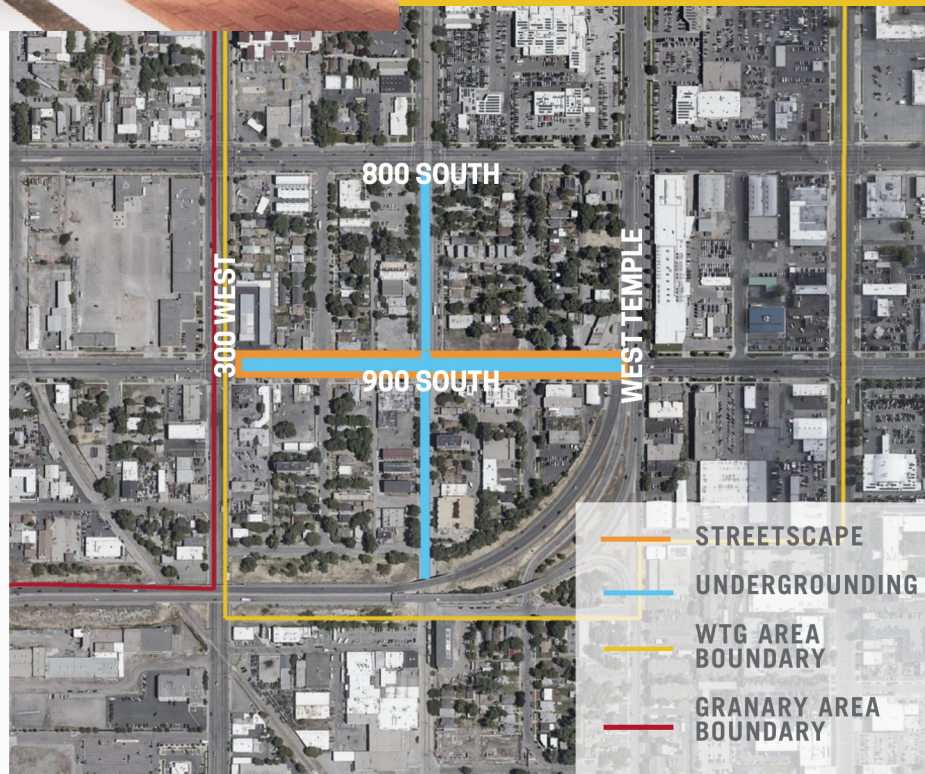 800 SOUTH
300 WEST
WEST TEMPLE
900 SOUTH
STREETSCAPE
UNDERGROUNDING
WTG AREA
BOUNDARY
GRANARY AREA
BOUNDARY